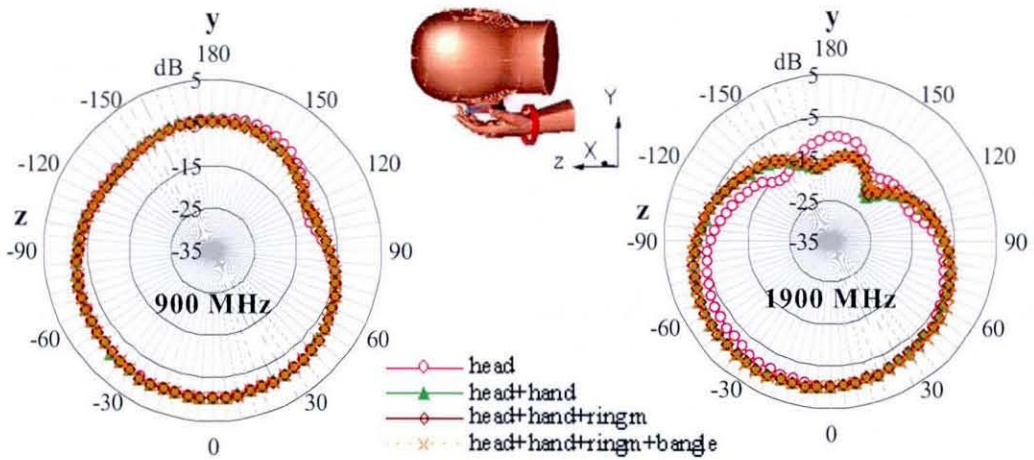 y
180
dB
5
-150
150
-5
-120
120
-15
z
-25
-90
-35
90
900 MHz
-60
60
-30
30
0
Y
Z
X
y
180
dB
5
-150
150
-5
-120
-15
120
z
-25
-90
-35
90
1900 MHz
-60
60
-30
30
0
head
head+hand
head+hand+ringm
head+hand+ringm+bangle